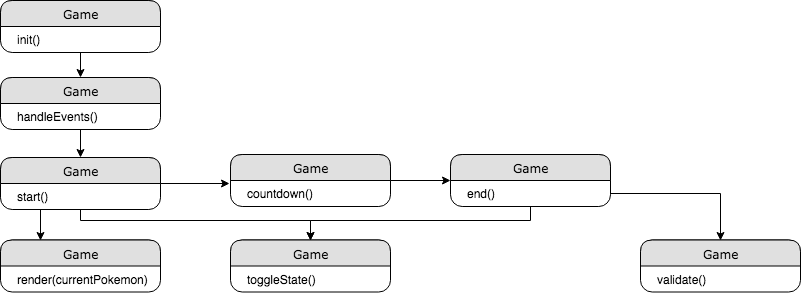 Game
init()
Game
handleEvents()
Game
start()
Game
countdown()
Game
end()
Game
render(currentPokemon)
Game
toggleState()
Game
validate()